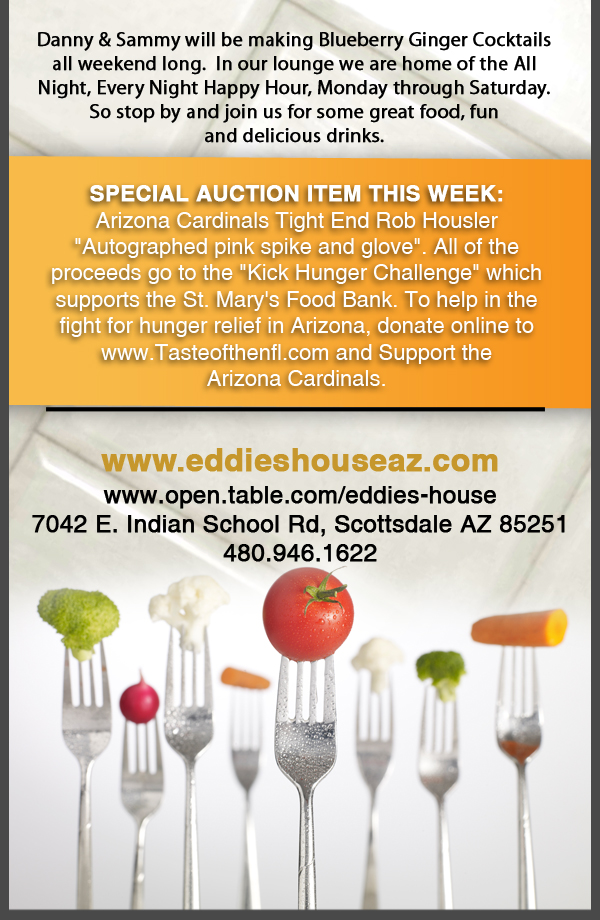 Danny & Sammy will be making Blueberry Ginger Cocktails
all weekend long. In our lounge we are home of the All
Night, Every Night Happy Hour, Monday through Saturday.
So stop by and join us for some great food, fun
and delicious drinks.
SPECIAL AUCTION ITEM THIS WEEK:
Arizona Cardinals Tight End Rob Housler
"Autographed pink spike and glove". All of the
proceeds go to the "Kick Hunger Challenge" which
supports the St. Mary's Food Bank. To help in the
fight for hunger relief in Arizona, donate online to
www.Tasteofthenfl.com and Support the
Arizona Cardinals.
www.eddieshouseaz.com
www.open.table.com/eddies-house
7042 E. Indian School Rd, Scottsdale AZ 85251
480.946.1622